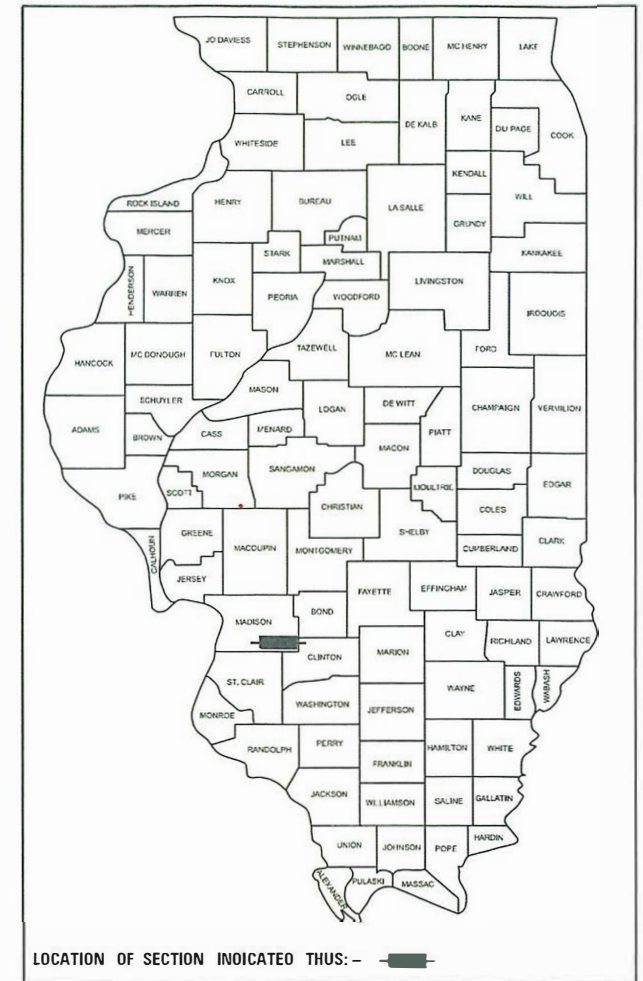 JO DAVIESS STEPHENSON WINNEBAGO BOONE MC HENRY LAKE
CARROLL OGLE DE KALB KANE DU PAGE COOK
WHITESIDE LEE
KENDALL
ROCK ISLAND HENRY BUREAU LA SALLE GRUNDY WILL
MERCER PUTNAM
STARK MARSHALL KANKAKEE
HENDERSON WARREN KNOX PEORIA WOODFORD LIVINGSTON
IROQUOIS
HANCOCK MC DONOUGH FULTON TAZEWELL MC LEAN FORD
MASON
SCHUYLER LOGAN DE WITT CHAMPAIGN VERMILION
ADAMS BROWN CASS MENARD MACON PIATT
MORGAN SANGAMON DOUGLAS
PIKE SCOTT CHRISTIAN MOULTRIE COLES EDGAR
GREENE MACOUPIN MONTGOMERY SHELBY CUMBERLAND CLARK
CALHOUN JERSEY
FAYETTE EFFINGHAM JASPER CRAWFORD
MADISON BOND
CLAY RICHLAND LAWRENCE
CLINTON MARION
ST. CLAIR WAYNE EDWARDS WABASH
MONROE WASHINGTON JEFFERSON
RANDOLPH PERRY HAMILTON WHITE
FRANKLIN
JACKSON WILLIAMSON SALINE GALLATIN
HARDIN
UNION JOHNSON POPE
ALEXANDER PULASKI MASSAC
LOCATION OF SECTION INDICATED THUS: –